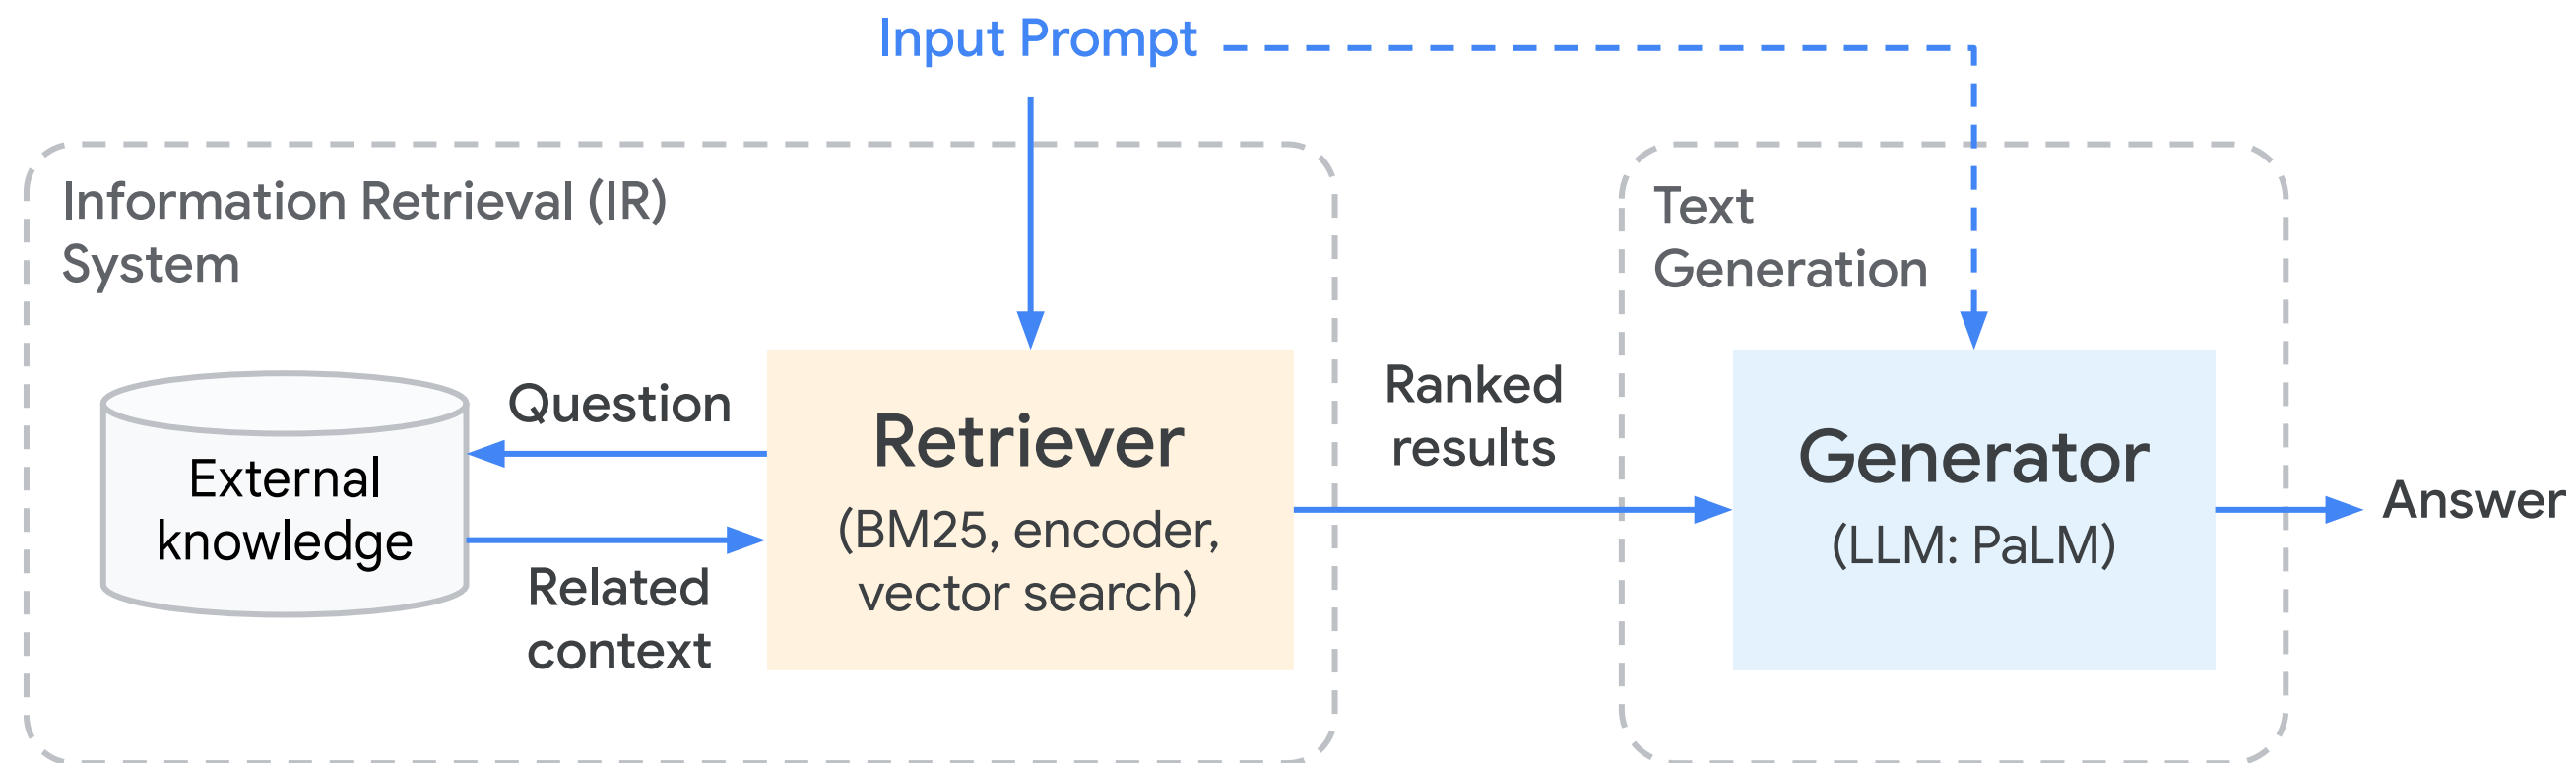 Input Prompt
Information Retrieval (IR)
System
Text
Generation
External
knowledge
Question
Related
context
Retriever
(BM25, encoder,
vector search)
Ranked
results
Generator
(LLM: PaLM)
Answer